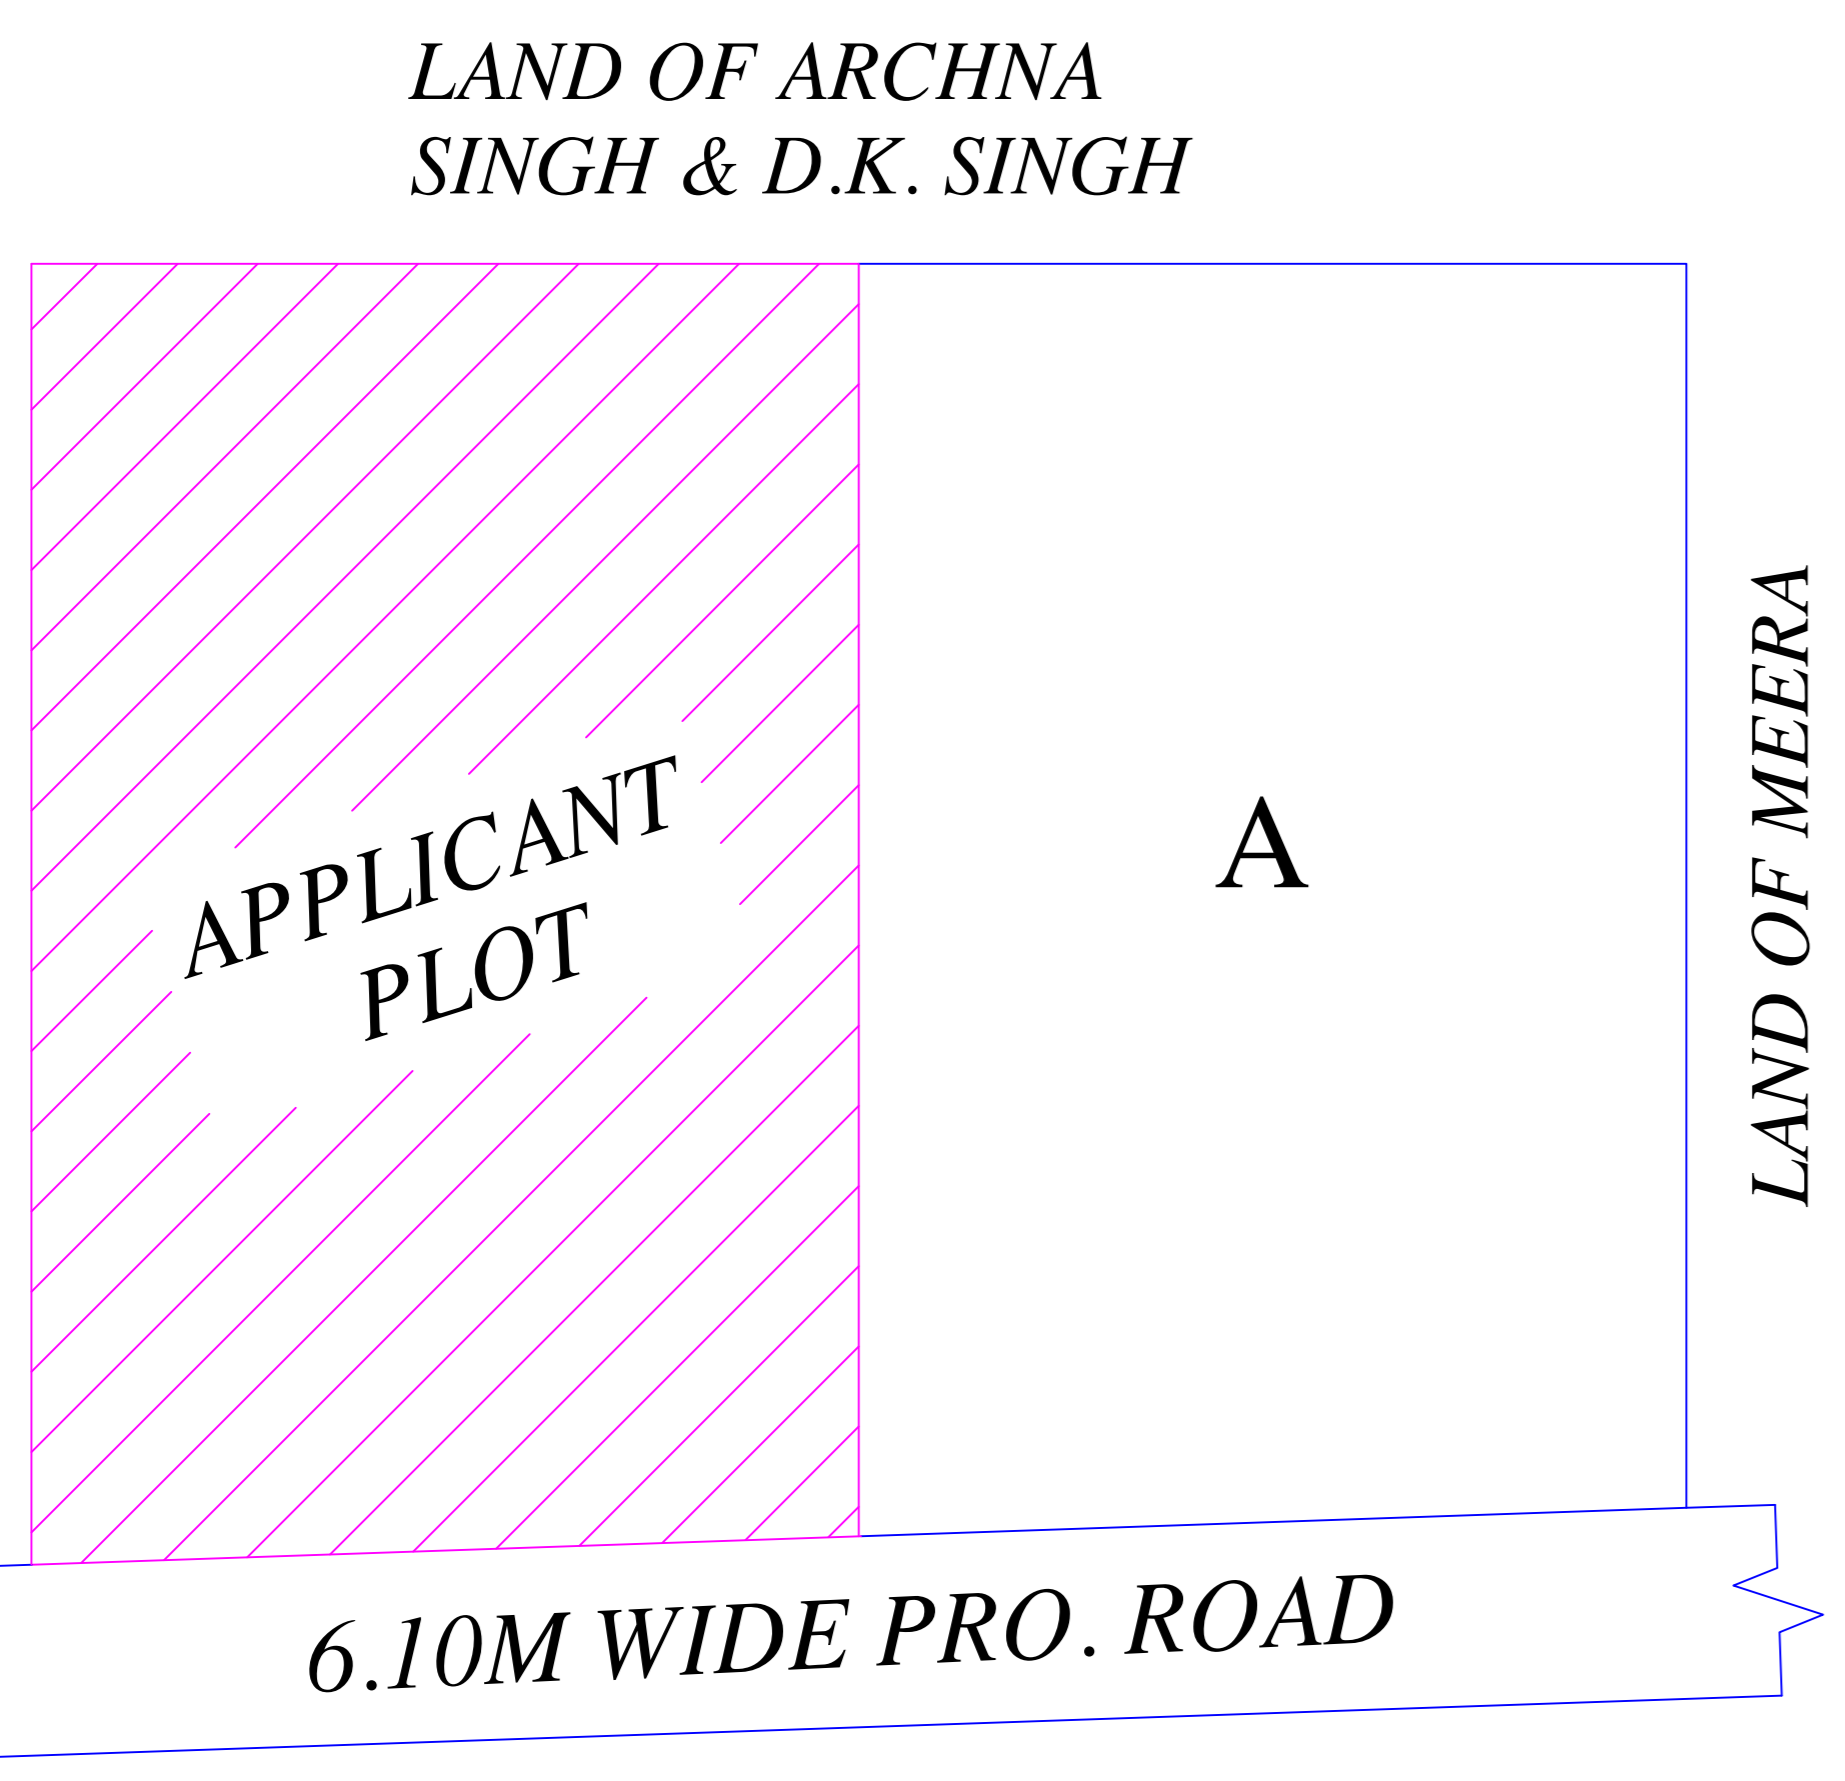 LAND OF ARCHNA
SINGH & D.K. SINGH
APPLICANT
PLOT
A
LAND OF MEERA
6.10M WIDE PRO. ROAD